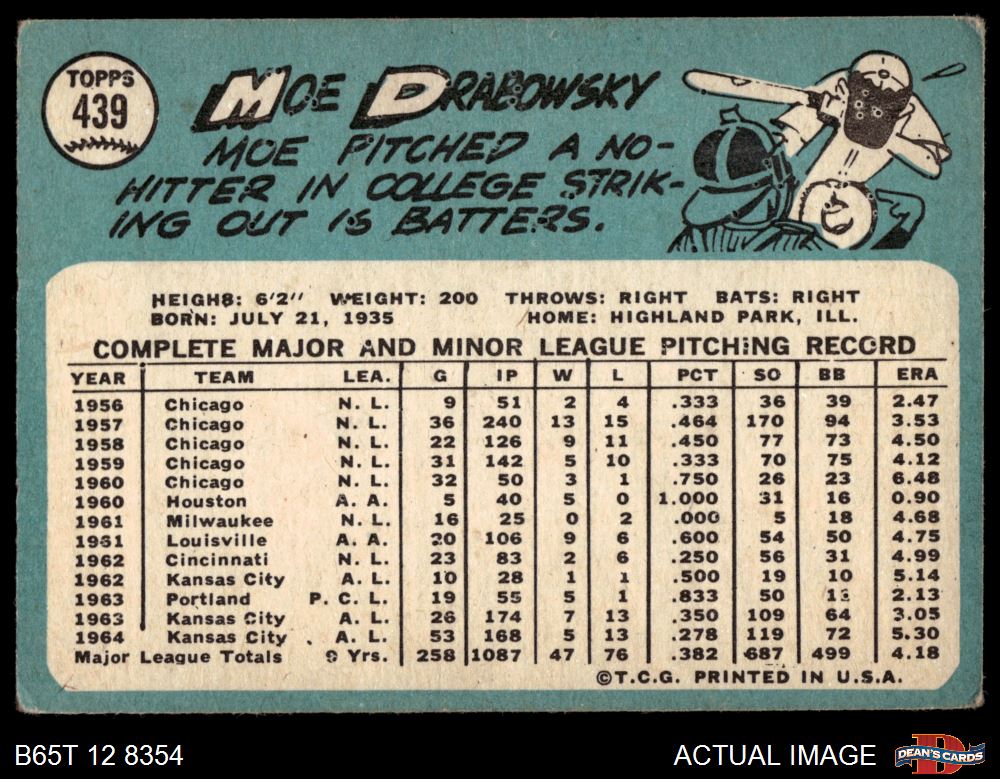 TOPPS
439
MOE DRABOWSKY
MOE PITCHED A NO-
HITTER IN COLLEGE STRIK-
ING OUT 15 BATTERS.
HEIGHT: 6'2" WEIGHT: 200 THROWS: RIGHT BATS: RIGHT
BORN: JULY 21, 1935 HOME: HIGHLAND PARK, ILL.
COMPLETE MAJOR AND MINOR LEAGUE PITCHING RECORD
YEAR TEAM LEA. G IP W L PCT SO BB ERA
1956 Chicago N. L. 9 51 2 4 .333 36 39 2.47
1957 Chicago N. L. 36 240 13 15 .464 170 94 3.53
1958 Chicago N. L. 22 126 9 11 .450 77 73 4.50
1959 Chicago N. L. 31 142 5 10 .333 70 75 4.12
1960 Chicago N. L. 32 50 3 1 .750 26 23 6.48
1960 Houston A. A. 5 40 5 0 1.000 31 16 0.90
1961 Milwaukee N. L. 16 25 0 2 .000 5 18 4.68
1961 Louisville A. A. 20 106 9 6 .600 54 50 4.75
1962 Cincinnati N. L. 23 83 2 6 .250 56 31 4.99
1962 Kansas City A. L. 10 28 1 1 .500 19 10 5.14
1963 Portland P. C. L. 19 55 5 1 .833 50 2.13
1963 Kansas City A. L. 26 174 7 13 .350 109 64 3.05
1964 Kansas City A. L. 53 168 5 13 .278 119 72 5.30
Major League Totals 9 Yrs. 258 1087 47 76 .382 687 499 4.18
©T.C.G. PRINTED IN U.S.A.
B65T 12 8354 ACTUAL IMAGE DEAN'S CARDS